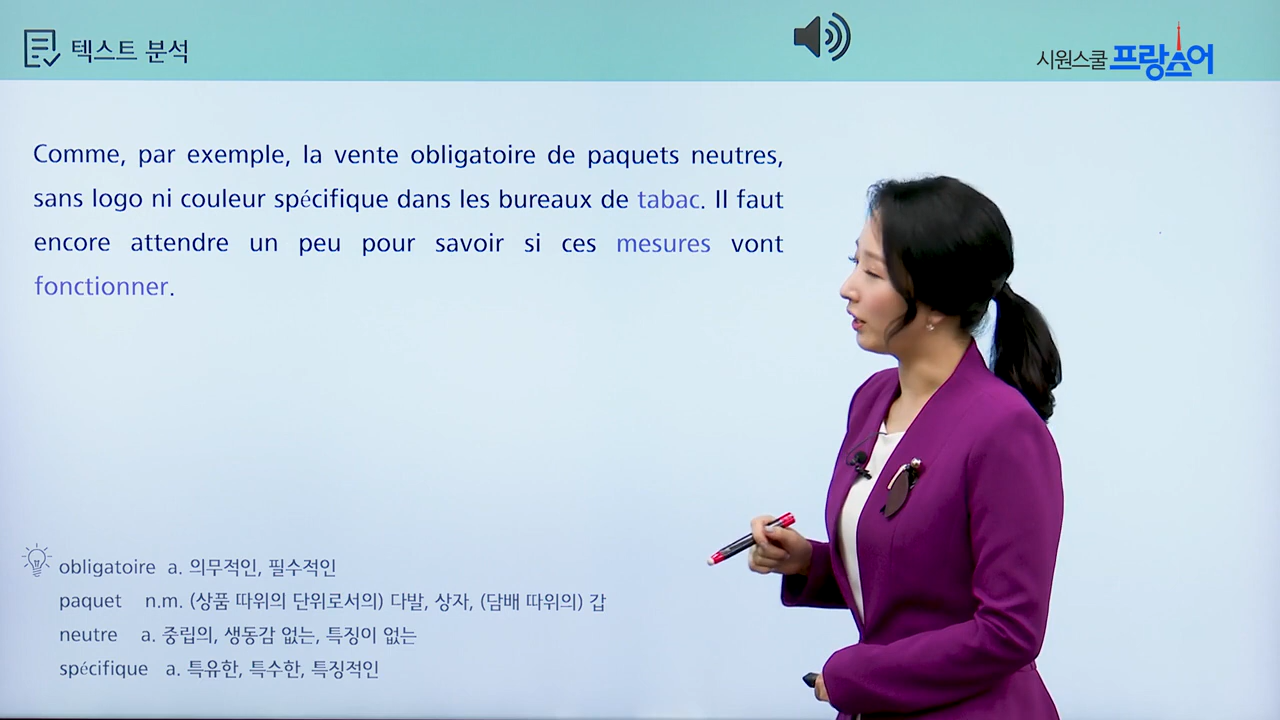 텍스트 분석
시원스쿨 프랑스어
Comme, par exemple, la vente obligatoire de paquets neutres,
sans logo ni couleur spécifique dans les bureaux de tabac. Il faut
encore attendre un peu pour savoir si ces mesures vont
fonctionner.
obligatoire a. 의무적인, 필수적인
paquet n.m. (상품 따위의 단위로서의) 다발, 상자, (담배 따위의) 갑
neutre a. 중립의, 생동감 없는, 특징이 없는
spécifique a. 특유한, 특수한, 특징적인